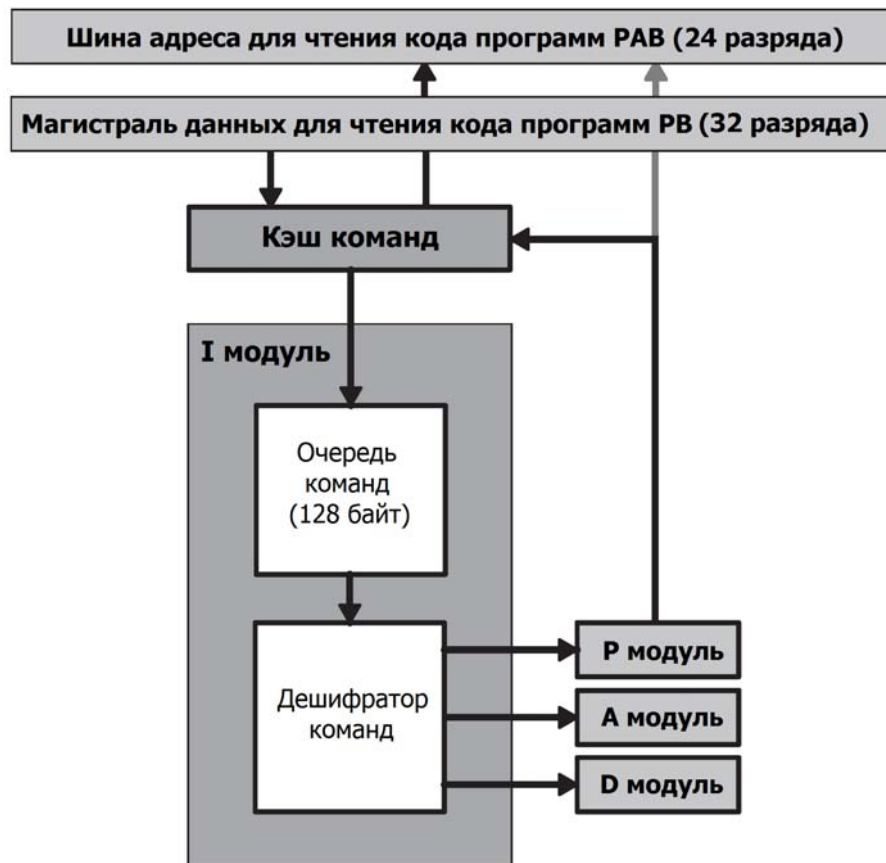 Шина адреса для чтения кода программ PAB (24 разряда)
Магистраль данных для чтения кода программ PB (32 разряда)
Кэш команд
I модуль
Очередь
команд
(128 байт)
Дешифратор
команд
P модуль
A модуль
D модуль